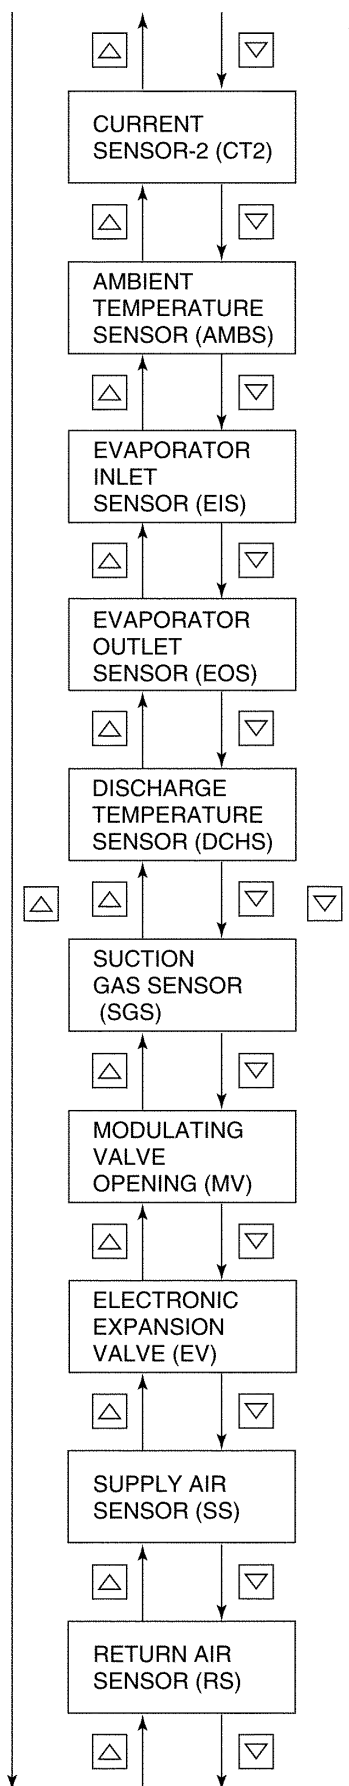 CURRENT
SENSOR-2 (CT2)
AMBIENT
TEMPERATURE
SENSOR (AMBS)
EVAPORATOR
INLET
SENSOR (EIS)
EVAPORATOR
OUTLET
SENSOR (EOS)
DISCHARGE
TEMPERATURE
SENSOR (DCHS)
SUCTION
GAS SENSOR
(SGS)
MODULATING
VALVE
OPENING (MV)
ELECTRONIC
EXPANSION
VALVE (EV)
SUPPLY AIR
SENSOR (SS)
RETURN AIR
SENSOR (RS)